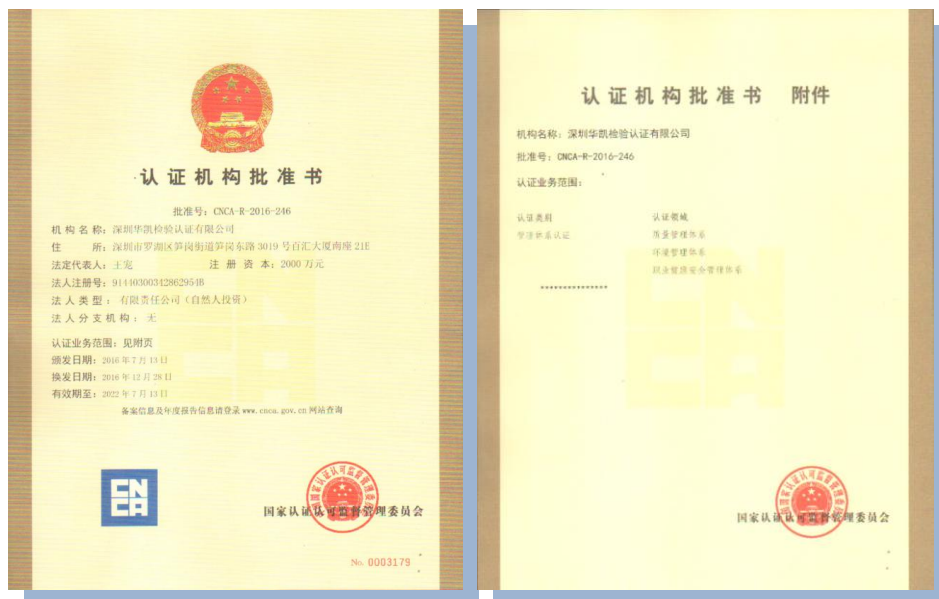 认证机构批准书
批准号：CNCA-R-2016-246
机构名称：深圳华凯检验认证有限公司
住 所：深圳市罗湖区笋岗街道笋岗东路3019号百汇大厦南座21E
法定代表人：王宽 注册资本：2000万元
法人注册号：91440300342862954B
法人类型：有限责任公司（自然人投资）
法人分支机构：无
认证业务范围：见附页
颁发日期：2016年7月13日
换发日期：2016年12月28日
有效期至：2022年7月13日
备案信息及年度报告信息请登录www.cnca.gov.cn网站查询
CN
CA
国家认证认可监督管理委员会
No. 0003179
认证机构批准书 附件
机构名称：深圳华凯检验认证有限公司
批准号：CNCA-R-2016-246
认证业务范围：
认证类别 认证领域
管理体系认证 质量管理体系
环境管理体系
职业健康安全管理体系
***************
国家认证认可监督管理委员会